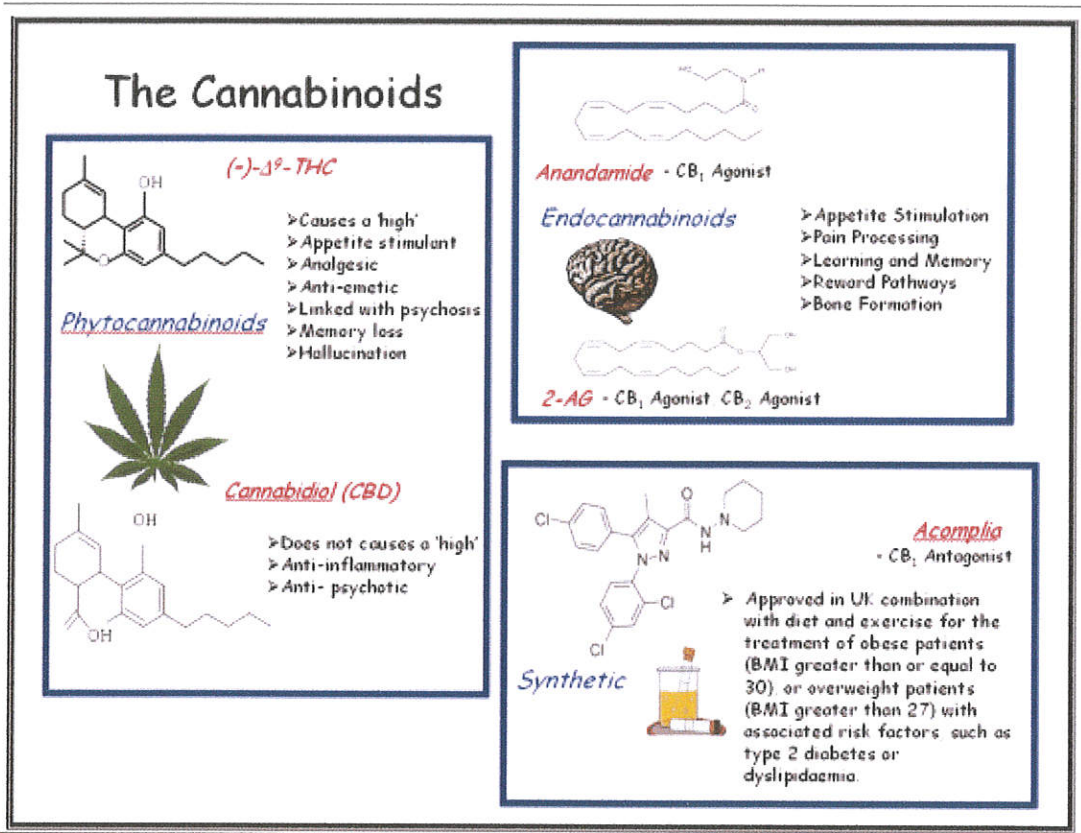 The Cannabinoids
(-)-Δ⁹-THC
OH
O
➢Causes a 'high'
➢Appetite stimulant
➢Analgesic
➢Anti-emetic
➢Linked with psychosis
➢Memory loss
➢Hallucination
Phytocannabinoids
Cannabidiol (CBD)
OH
OH
➢Does not causes a 'high'
➢Anti-inflammatory
➢Anti- psychotic
HO
N
H
O
Anandamide - CB₁ Agonist
Endocannabinoids
➢Appetite Stimulation
➢Pain Processing
➢Learning and Memory
➢Reward Pathways
➢Bone Formation
O
O
OH
OH
2-AG - CB₁ Agonist CB₂ Agonist
Cl
O
N
N
H
N
N
Cl
Cl
Acomplia
- CB₁ Antagonist
➢ Approved in UK combination
with diet and exercise for the
treatment of obese patients
(BMI greater than or equal to
30) or overweight patients
(BMI greater than 27) with
associated risk factors such as
type 2 diabetes or
dyslipidaemia.
Synthetic